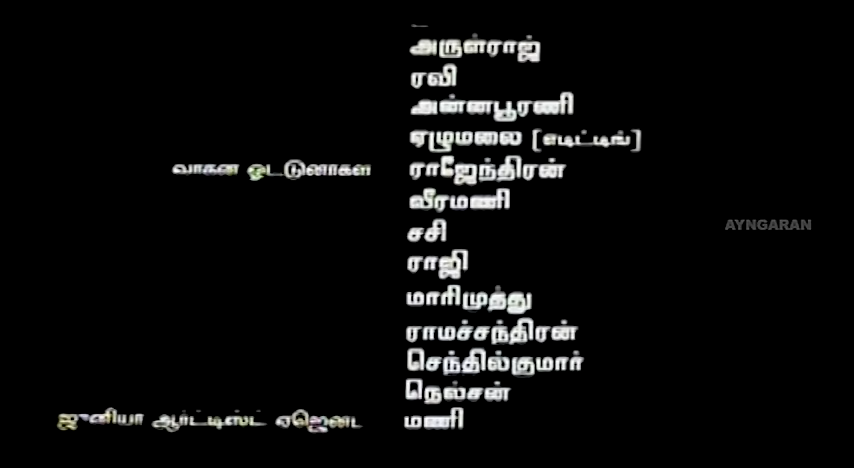 அருள்ராஜ்
ரவி
அன்னபூரணி
ஏழுமலை (எடிட்டிங்)
வாகன ஓட்டுனர்கள் ராஜேந்திரன்
வீரமணி
சசி
ராஜி
மாரிமுத்து
ராமச்சந்திரன்
செந்தில்குமார்
நெல்சன்
ஜுனியர் ஆர்ட்டிஸ்ட் ஏஜெண்ட் மணி
AYNGARAN